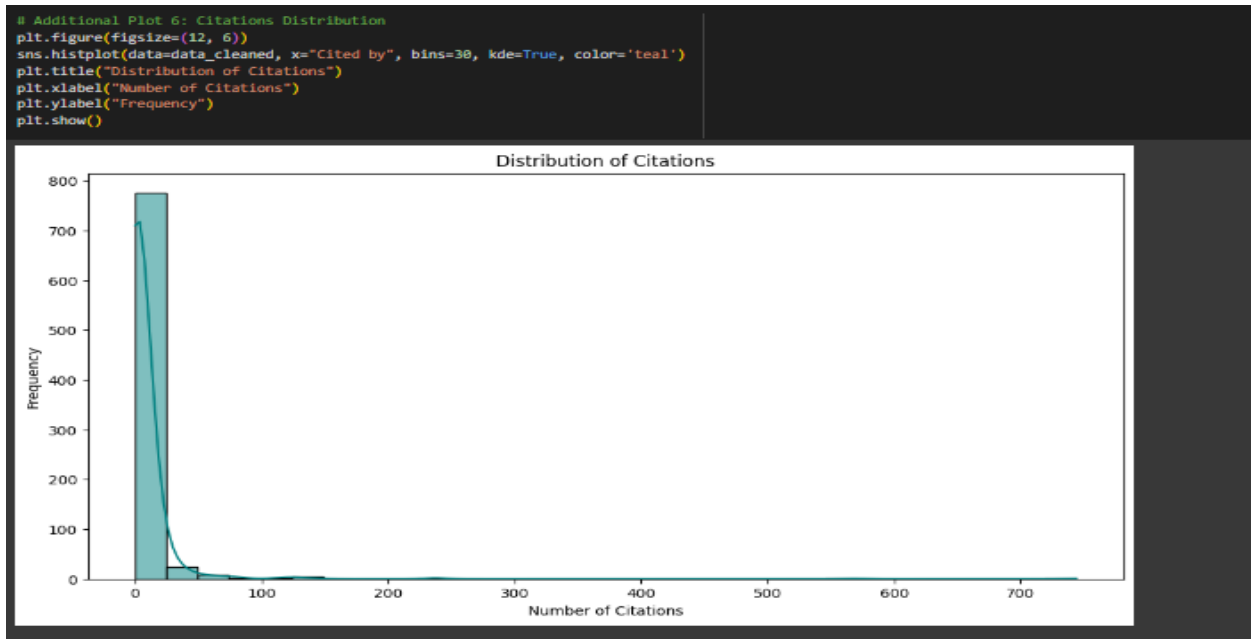 # Additional Plot 6: Citations Distribution
plt.figure(figsize=(12, 6))
sns.histplot(data=data_cleaned, x="Cited by", bins=30, kde=True, color='teal')
plt.title("Distribution of Citations")
plt.xlabel("Number of Citations")
plt.ylabel("Frequency")
plt.show()
Distribution of Citations
800
700
600
500
400
300
200
100
0
Frequency
0 100 200 300 400 500 600 700
Number of Citations